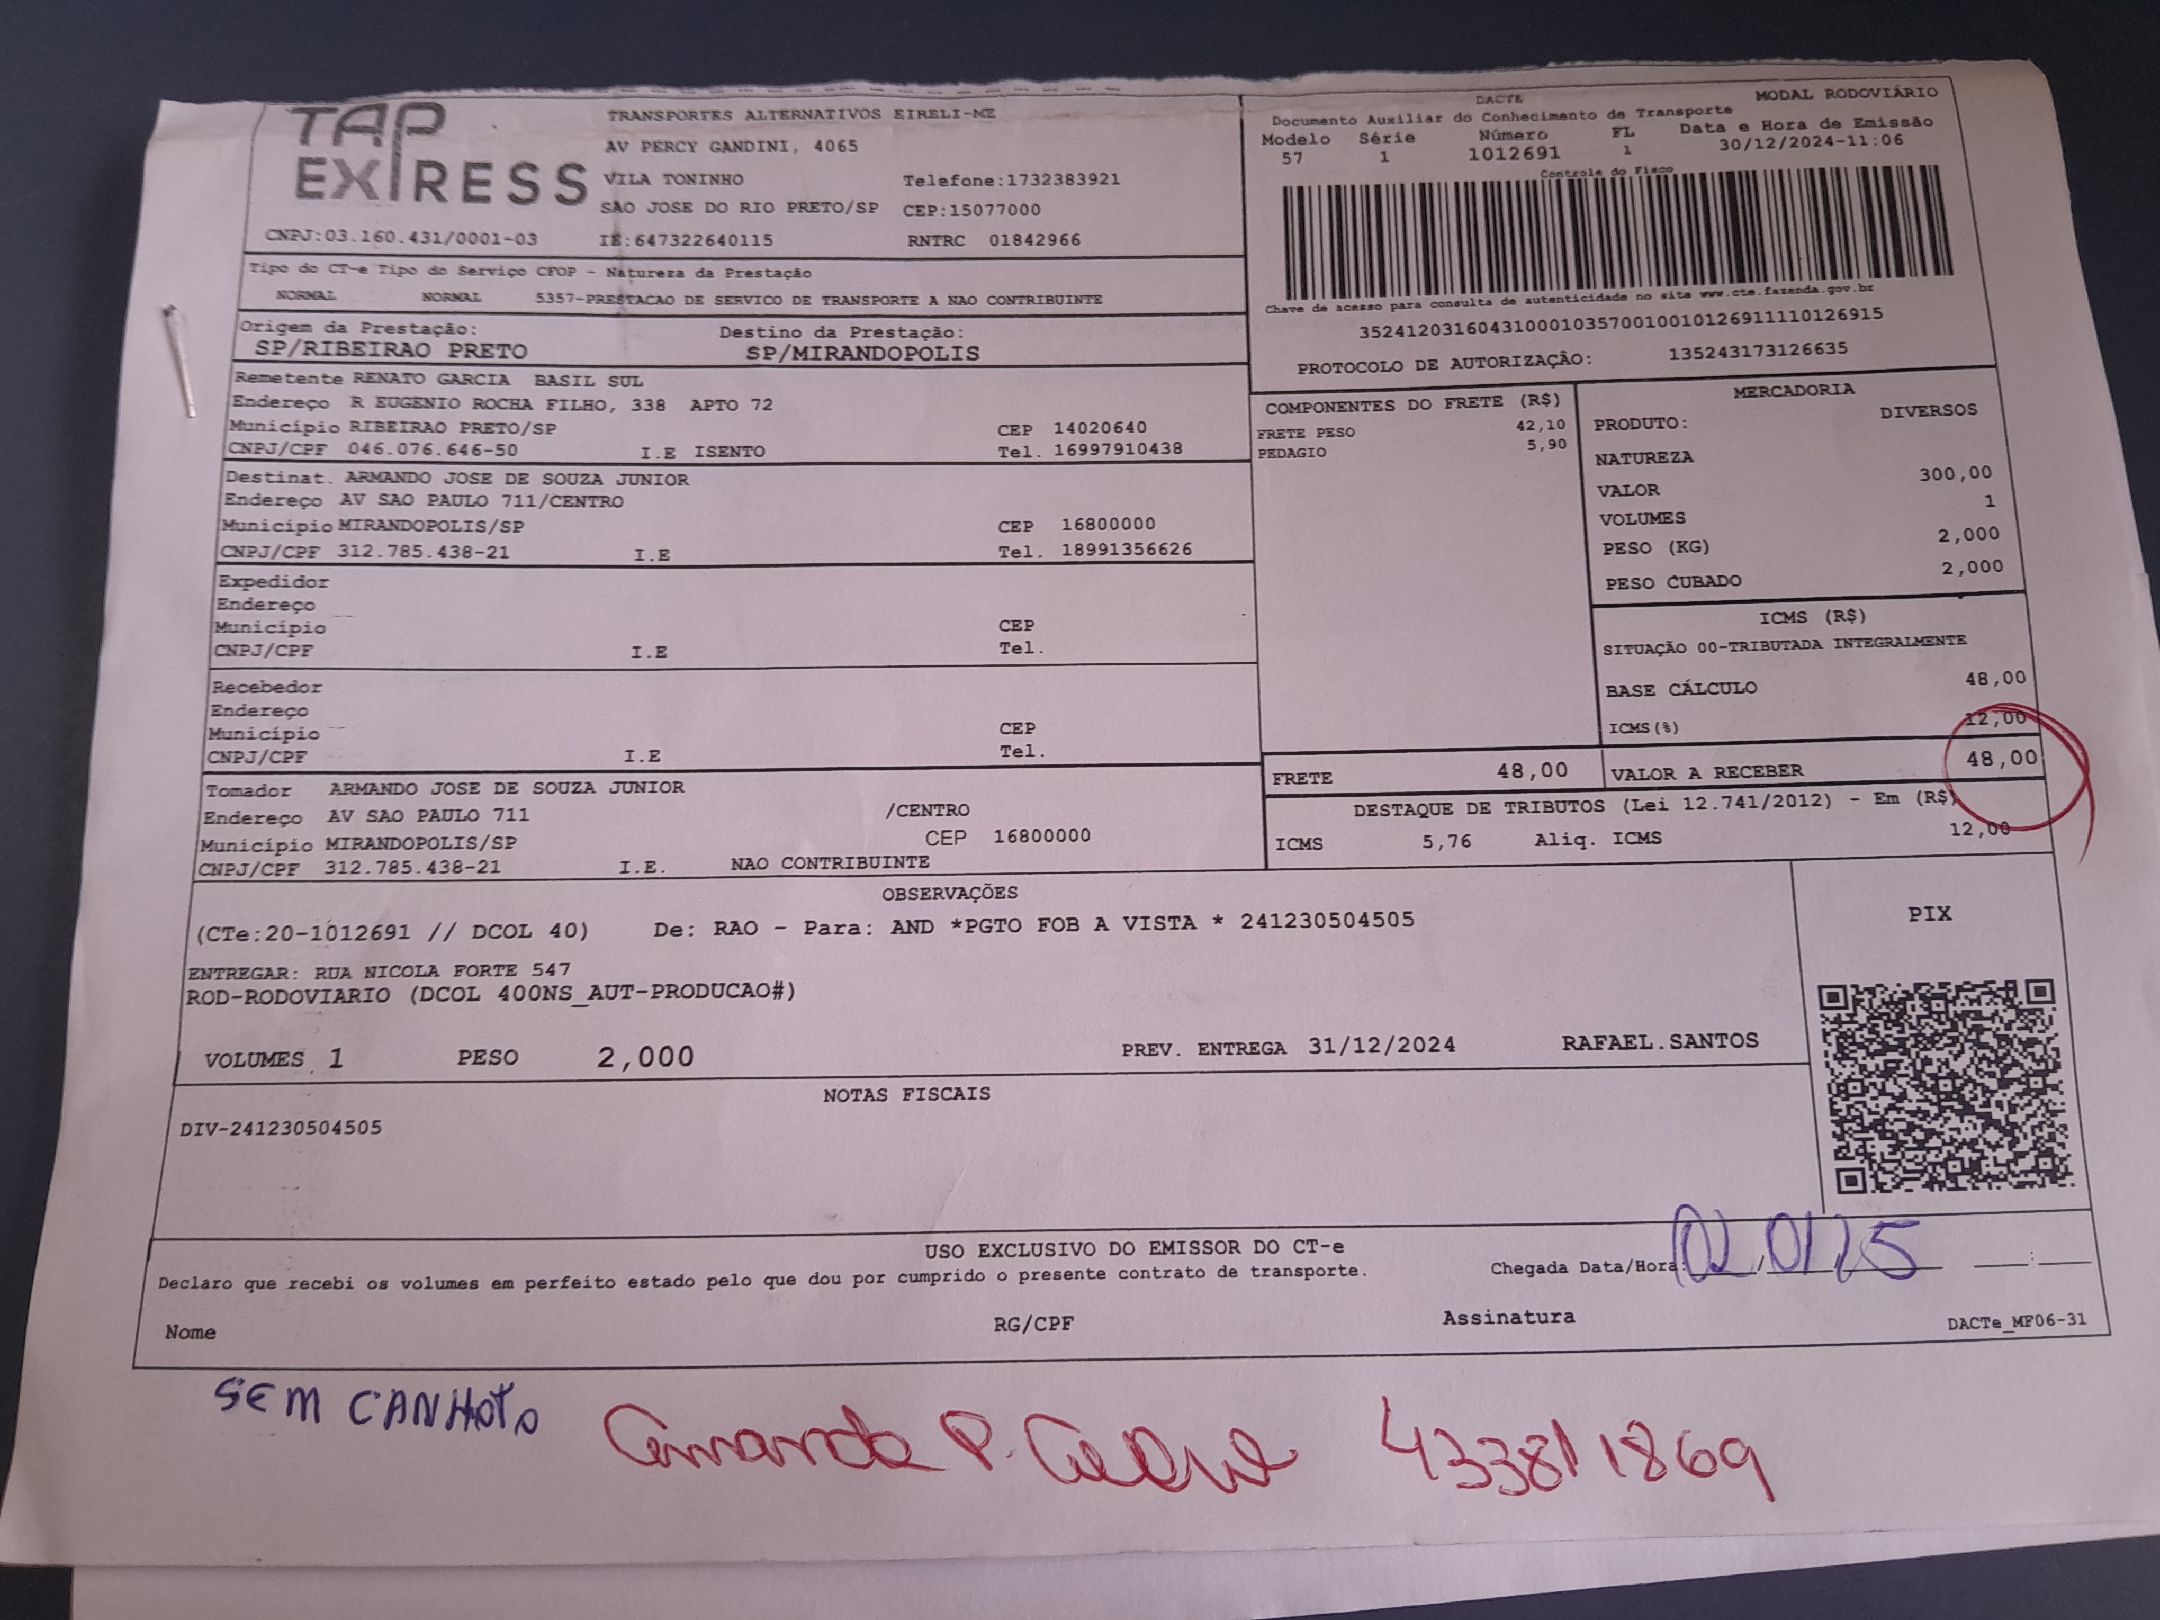 TAP EXPRESS
TRANSPORTES ALTERNATIVOS EIRELI-ME
AV PERCY GANDINI, 4065
VILA TONINHO Telefone:1732383921
SAO JOSE DO RIO PRETO/SP CEP:15077000
CNPJ:03.160.431/0001-03 IE:647322640115 RNTRC 01842966
DACTE MODAL RODOVIÁRIO
Documento Auxiliar do Conhecimento de Transporte
Modelo Série Número FL Data e Hora de Emissão
57 1 1012691 1 30/12/2024-11:06
Controle do Fisco
Chave de acesso para consulta de autenticidade no site www.cte.fazenda.gov.br
35241203160431000103570010010126911110126915
PROTOCOLO DE AUTORIZAÇÃO: 135243173126635
Tipo do CT-e Tipo do Serviço CFOP - Natureza da Prestação
NORMAL NORMAL 5357-PRESTACAO DE SERVICO DE TRANSPORTE A NAO CONTRIBUINTE
Origem da Prestação: Destino da Prestação:
SP/RIBEIRAO PRETO SP/MIRANDOPOLIS
Remetente RENATO GARCIA BASIL SUL
Endereço R EUGENIO ROCHA FILHO, 338 APTO 72
Município RIBEIRAO PRETO/SP CEP 14020640
CNPJ/CPF 046.076.646-50 I.E ISENTO Tel. 16997910438
Destinat. ARMANDO JOSE DE SOUZA JUNIOR
Endereço AV SAO PAULO 711/CENTRO
Município MIRANDOPOLIS/SP CEP 16800000
CNPJ/CPF 312.785.438-21 I.E Tel. 18991356626
Expedidor
Endereço
Município CEP
CNPJ/CPF I.E Tel.
Recebedor
Endereço
Município CEP
CNPJ/CPF I.E Tel.
Tomador ARMANDO JOSE DE SOUZA JUNIOR
Endereço AV SAO PAULO 711 /CENTRO
Município MIRANDOPOLIS/SP CEP 16800000
CNPJ/CPF 312.785.438-21 I.E. NAO CONTRIBUINTE
COMPONENTES DO FRETE (R$)
FRETE PESO 42,10
PEDAGIO 5,90
MERCADORIA
PRODUTO: DIVERSOS
NATUREZA
VALOR 300,00
VOLUMES 1
PESO (KG) 2,000
PESO CUBADO 2,000
ICMS (R$)
SITUAÇÃO 00-TRIBUTADA INTEGRALMENTE
BASE CÁLCULO 48,00
ICMS(%) 12,00
FRETE 48,00 VALOR A RECEBER 48,00
DESTAQUE DE TRIBUTOS (Lei 12.741/2012) - Em (R$)
ICMS 5,76 Aliq. ICMS 12,00
OBSERVAÇÕES
(CTe:20-1012691 // DCOL 40) De: RAO - Para: AND *PGTO FOB A VISTA * 241230504505
ENTREGAR: RUA NICOLA FORTE 547
ROD-RODOVIARIO (DCOL 400NS_AUT-PRODUCAO#)
VOLUMES 1 PESO 2,000 PREV. ENTREGA 31/12/2024 RAFAEL.SANTOS
PIX
NOTAS FISCAIS
DIV-241230504505
USO EXCLUSIVO DO EMISSOR DO CT-e
Declaro que recebi os volumes em perfeito estado pelo que dou por cumprido o presente contrato de transporte. Chegada Data/Hora: 02/01/25 :
Nome RG/CPF Assinatura DACTe_MF06-31
SEM CANHOTO
Amanda P. 433811869